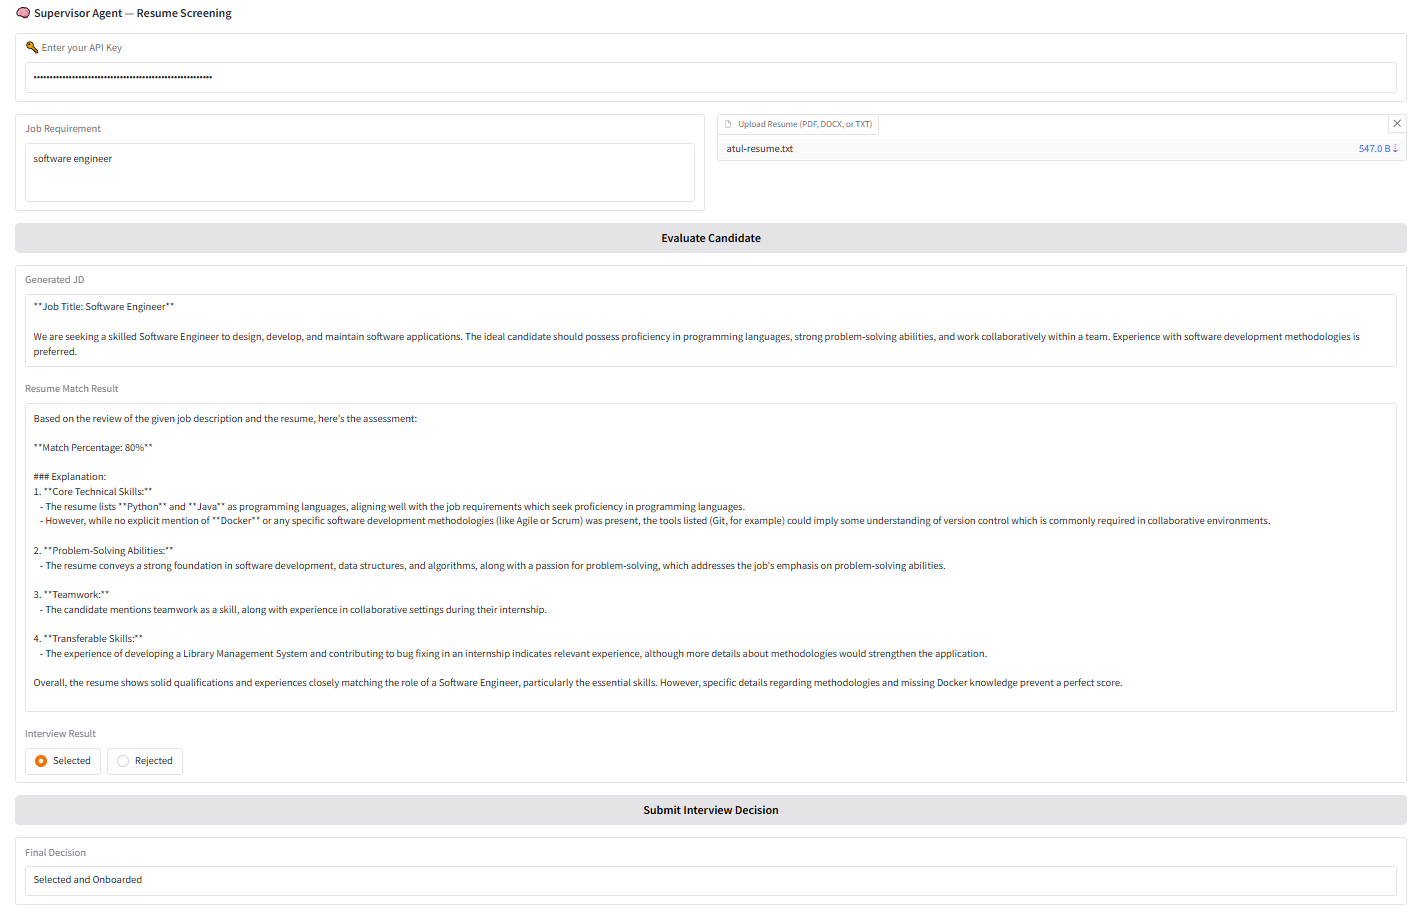 🧠 Supervisor Agent — Resume Screening
🔑 Enter your API Key
••••••••••••••••••••••••••••••••••••••••••••••••••••••••
Job Requirement
software engineer
Upload Resume (PDF, DOCX, or TXT)
atul-resume.txt
547.0 B ⇣
Evaluate Candidate
Generated JD
**Job Title: Software Engineer**
We are seeking a skilled Software Engineer to design, develop, and maintain software applications. The ideal candidate should possess proficiency in programming languages, strong problem-solving abilities, and work collaboratively within a team. Experience with software development methodologies is
preferred.
Resume Match Result
Based on the review of the given job description and the resume, here's the assessment:
**Match Percentage: 80%**
### Explanation:
1. **Core Technical Skills:**
- The resume lists **Python** and **Java** as programming languages, aligning well with the job requirements which seek proficiency in programming languages.
- However, while no explicit mention of **Docker** or any specific software development methodologies (like Agile or Scrum) was present, the tools listed (Git, for example) could imply some understanding of version control which is commonly required in collaborative environments.
2. **Problem-Solving Abilities:**
- The resume conveys a strong foundation in software development, data structures, and algorithms, along with a passion for problem-solving, which addresses the job's emphasis on problem-solving abilities.
3. **Teamwork:**
- The candidate mentions teamwork as a skill, along with experience in collaborative settings during their internship.
4. **Transferable Skills:**
- The experience of developing a Library Management System and contributing to bug fixing in an internship indicates relevant experience, although more details about methodologies would strengthen the application.
Overall, the resume shows solid qualifications and experiences closely matching the role of a Software Engineer, particularly the essential skills. However, specific details regarding methodologies and missing Docker knowledge prevent a perfect score.
Interview Result
Selected
Rejected
Submit Interview Decision
Final Decision
Selected and Onboarded